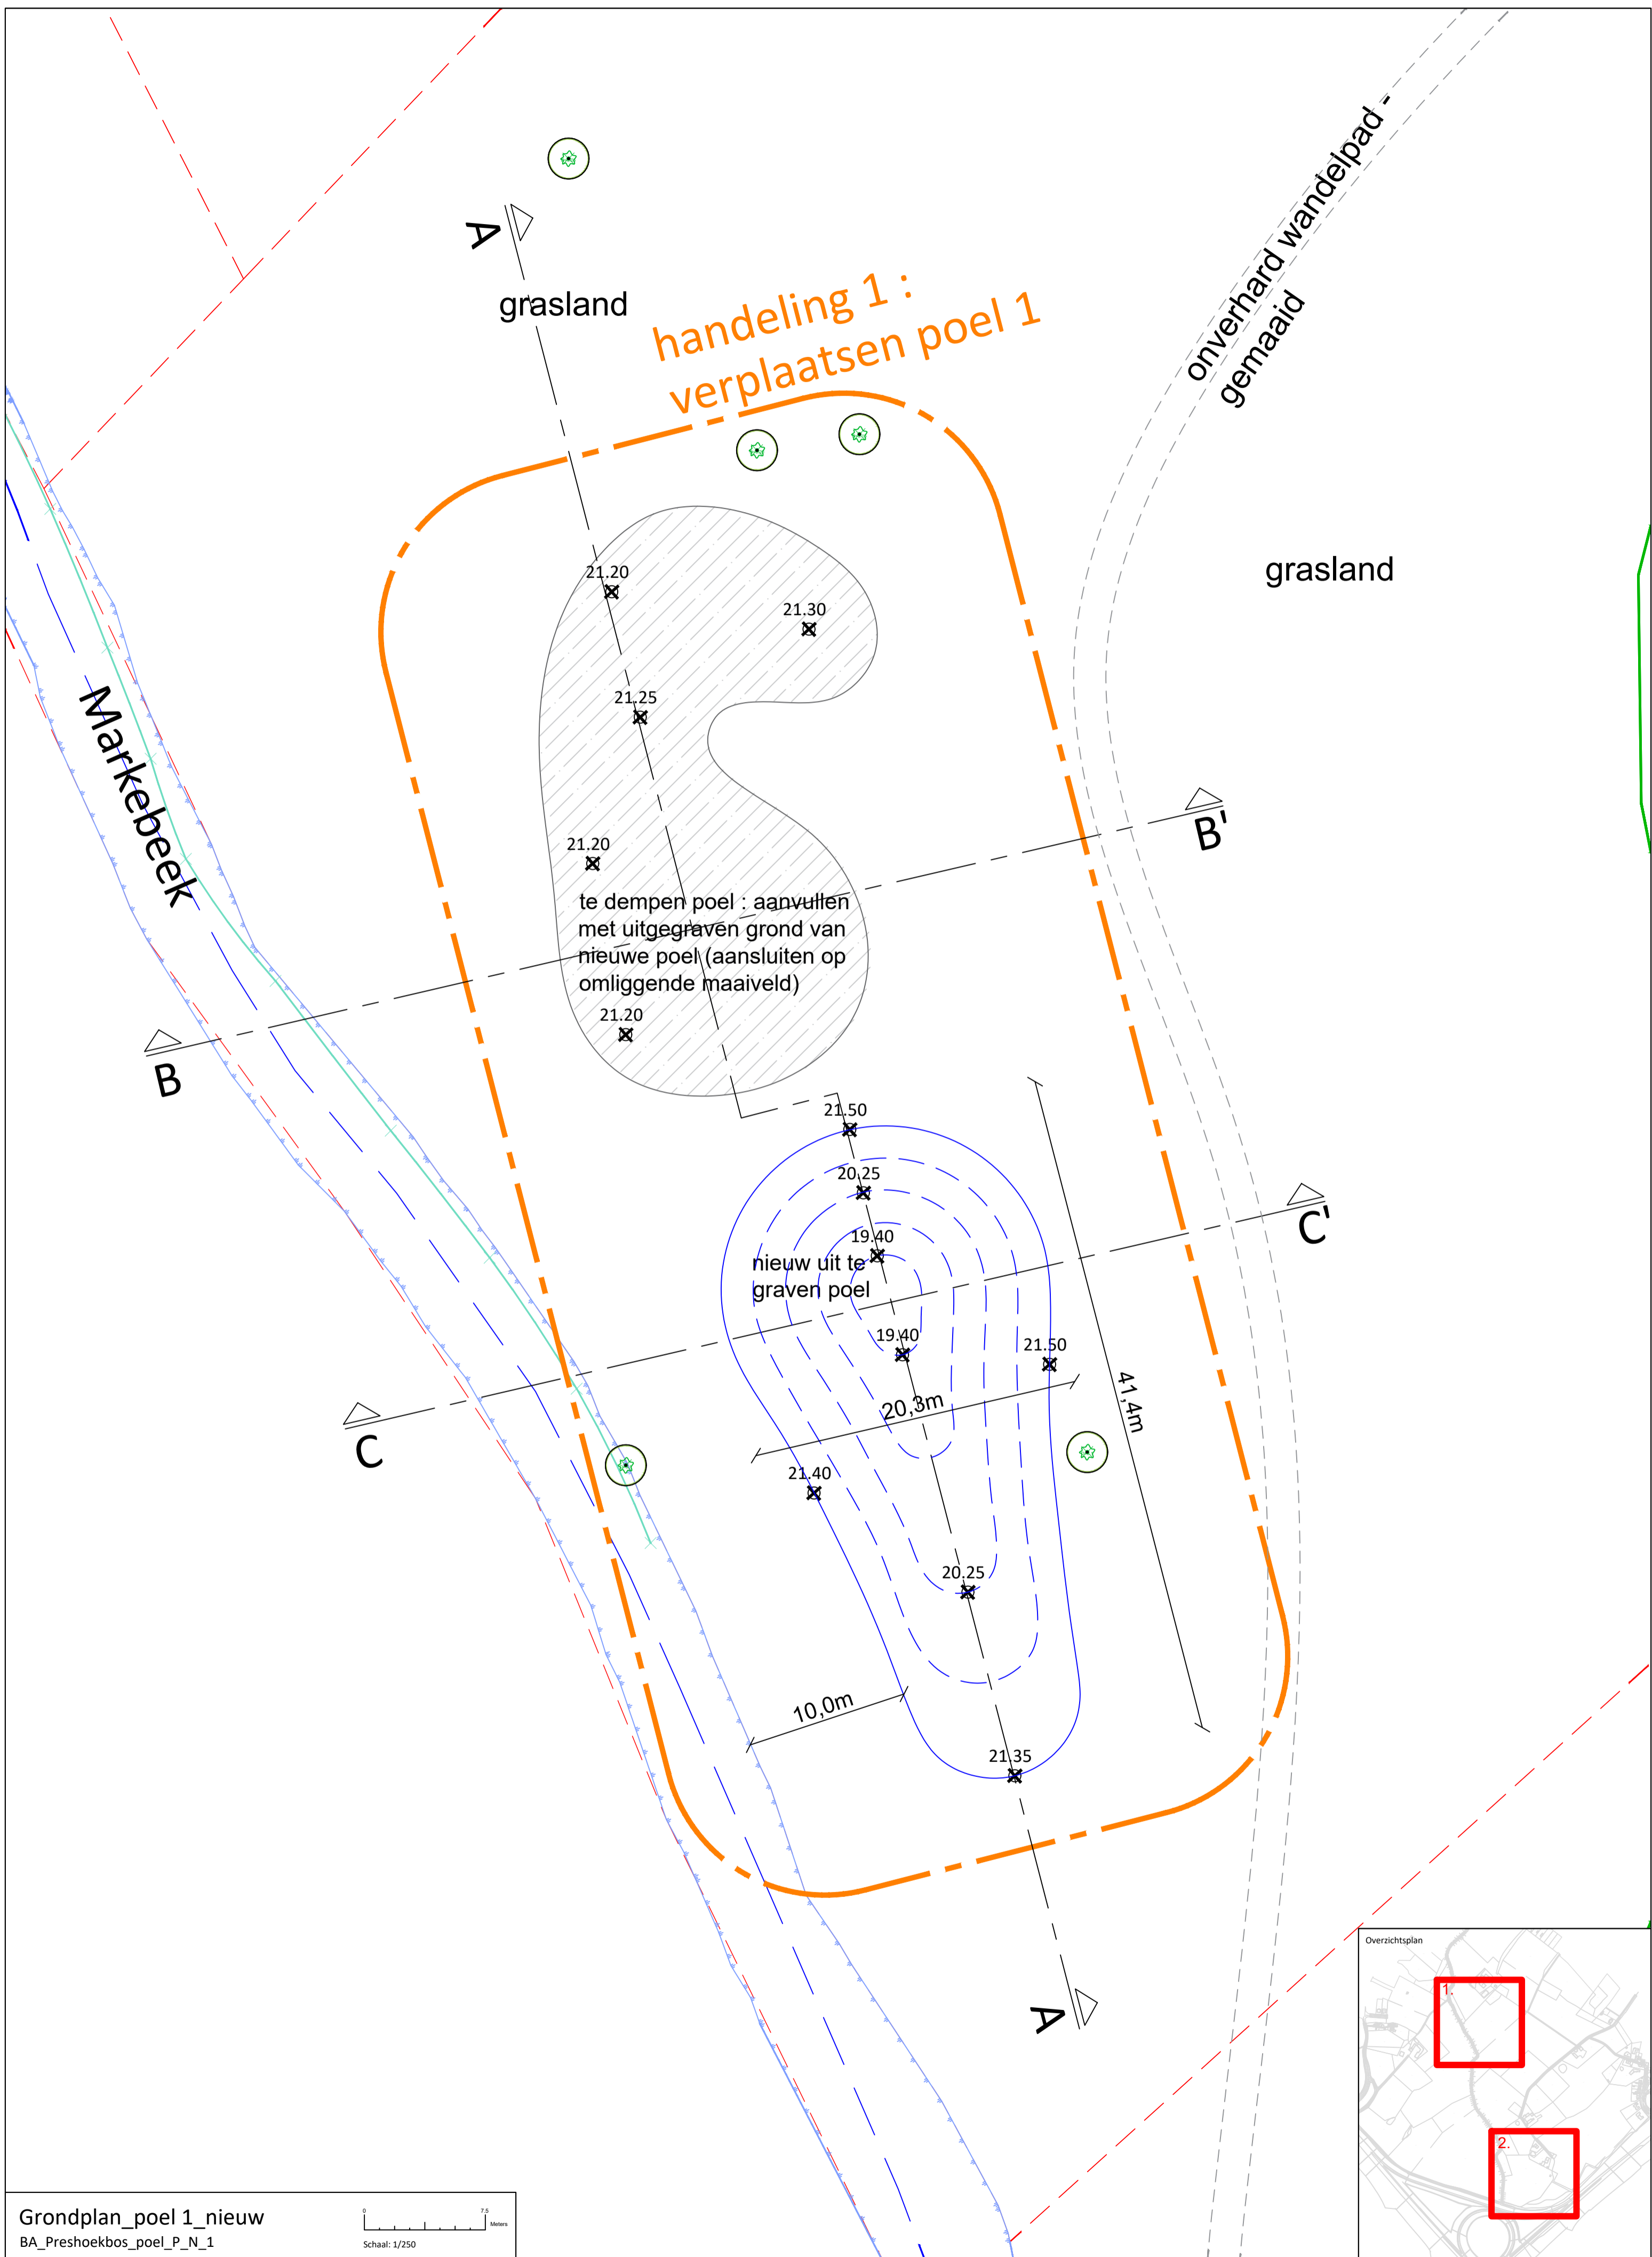 A
grasland
handeling 1 :
verplaatsen poel 1
onverhard wandelpad -
gemaaid
grasland
21.20
21.30
21.25
Markebeek
B'
21.20
te dempen poel : aanvullen
met uitgegraven grond van
nieuwe poel (aansluiten op
omliggende maaiveld)
21.20
B
21.50
20.25
C'
19.40
nieuw uit te
graven poel
19.40
21.50
41,4m
20,3m
C
21.40
20.25
10,0m
21.35
A
Overzichtsplan
1.
2.
Grondplan_poel 1_nieuw
BA_Preshoekbos_poel_P_N_1
0 7.5
Meters
Schaal: 1/250